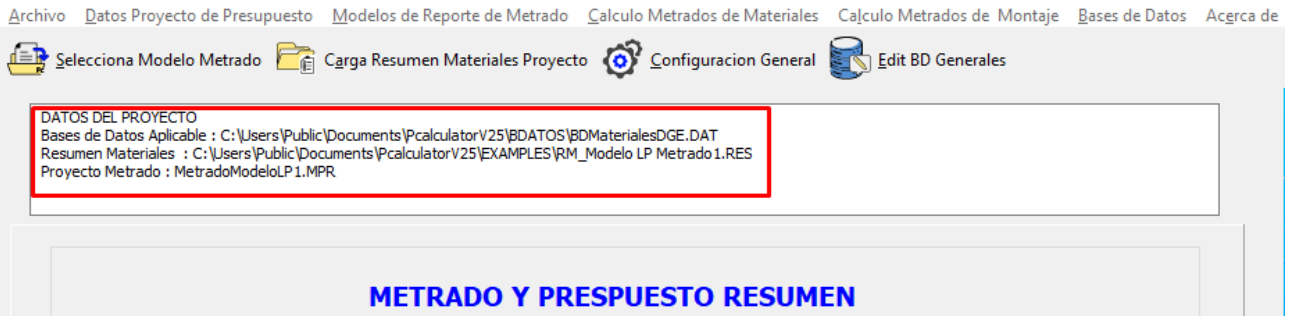 Archivo Datos Proyecto de Presupuesto Modelos de Reporte de Metrado Calculo Metrados de Materiales Calculo Metrados de Montaje Bases de Datos Acerca de
Selecciona Modelo Metrado Carga Resumen Materiales Proyecto Configuracion General Edit BD Generales
DATOS DEL PROYECTO
Bases de Datos Aplicable : C:\Users\Public\Documents\PcalculatorV25\BDATOS\BDMaterialesDGE.DAT
Resumen Materiales : C:\Users\Public\Documents\PcalculatorV25\EXAMPLES\RM_Modelo LP Metrado1.RES
Proyecto Metrado : MetradoModeloLP1.MPR
METRADO Y PRESPUESTO RESUMEN